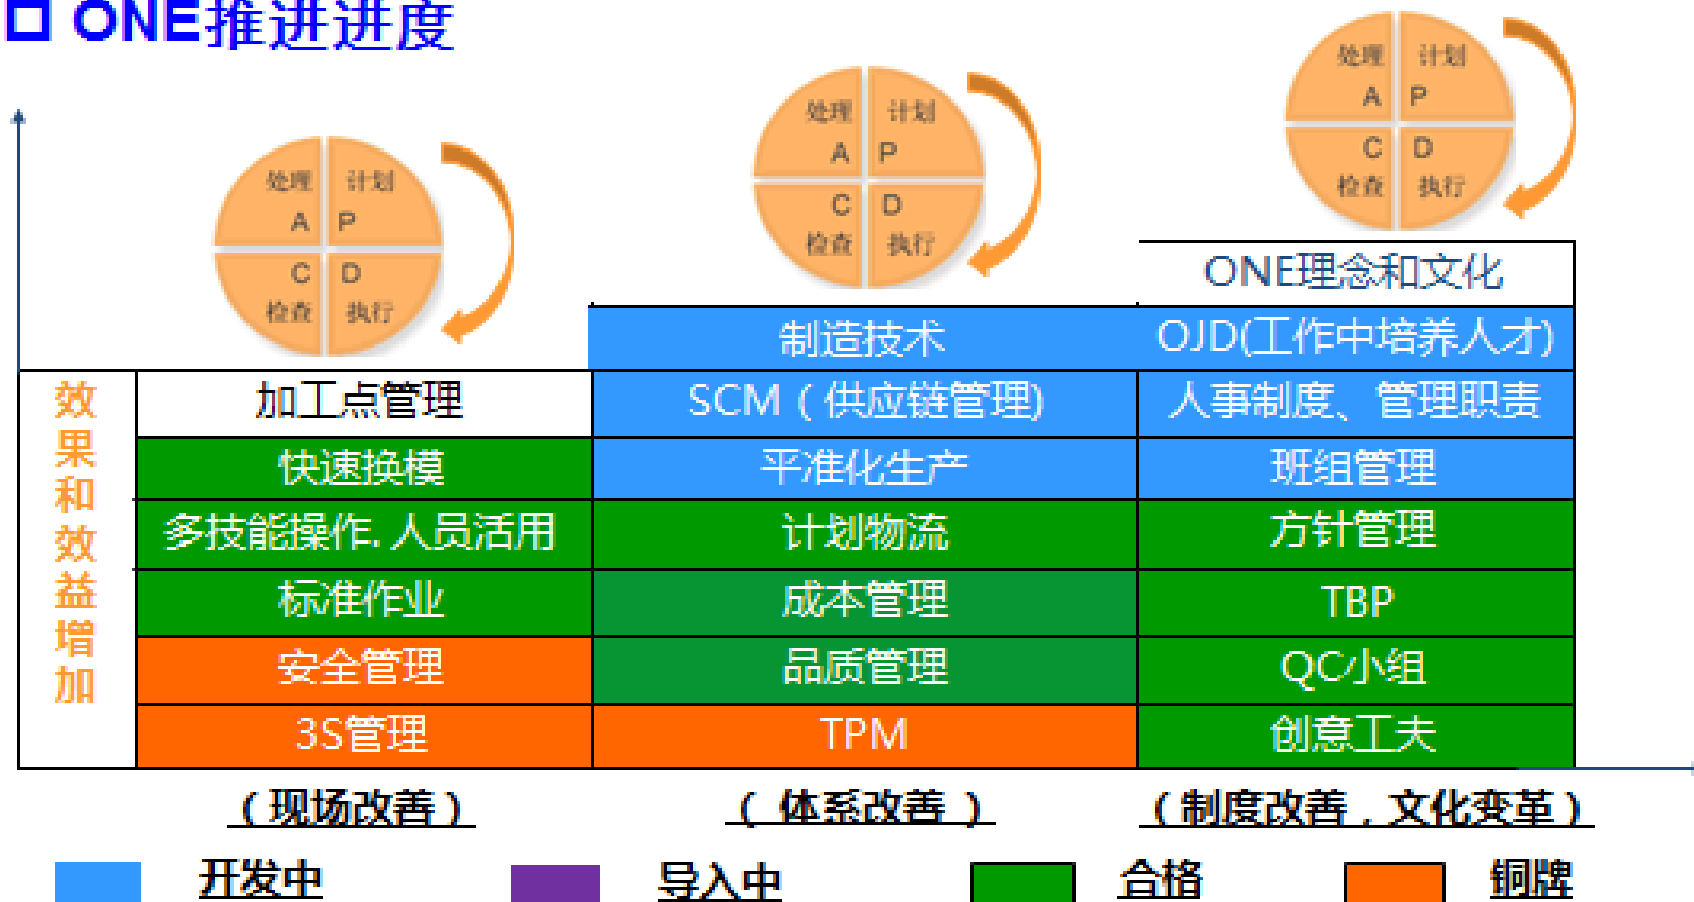 ONE推进进度
处理 计划
A P
C D
检查 执行
处理 计划
A P
C D
检查 执行
处理 计划
A P
C D
检查 执行
ONE理念和文化
制造技术 OJD(工作中培养人才)
加工点管理 SCM（供应链管理) 人事制度、管理职责
快速换模 平准化生产 班组管理
多技能操作.人员活用 计划物流 方针管理
标准作业 成本管理 TBP
安全管理 品质管理 QC小组
3S管理 TPM 创意工夫
效果和效益增加
（现场改善） （ 体系改善 ） （制度改善，文化变革）
开发中 导入中 合格 铜牌